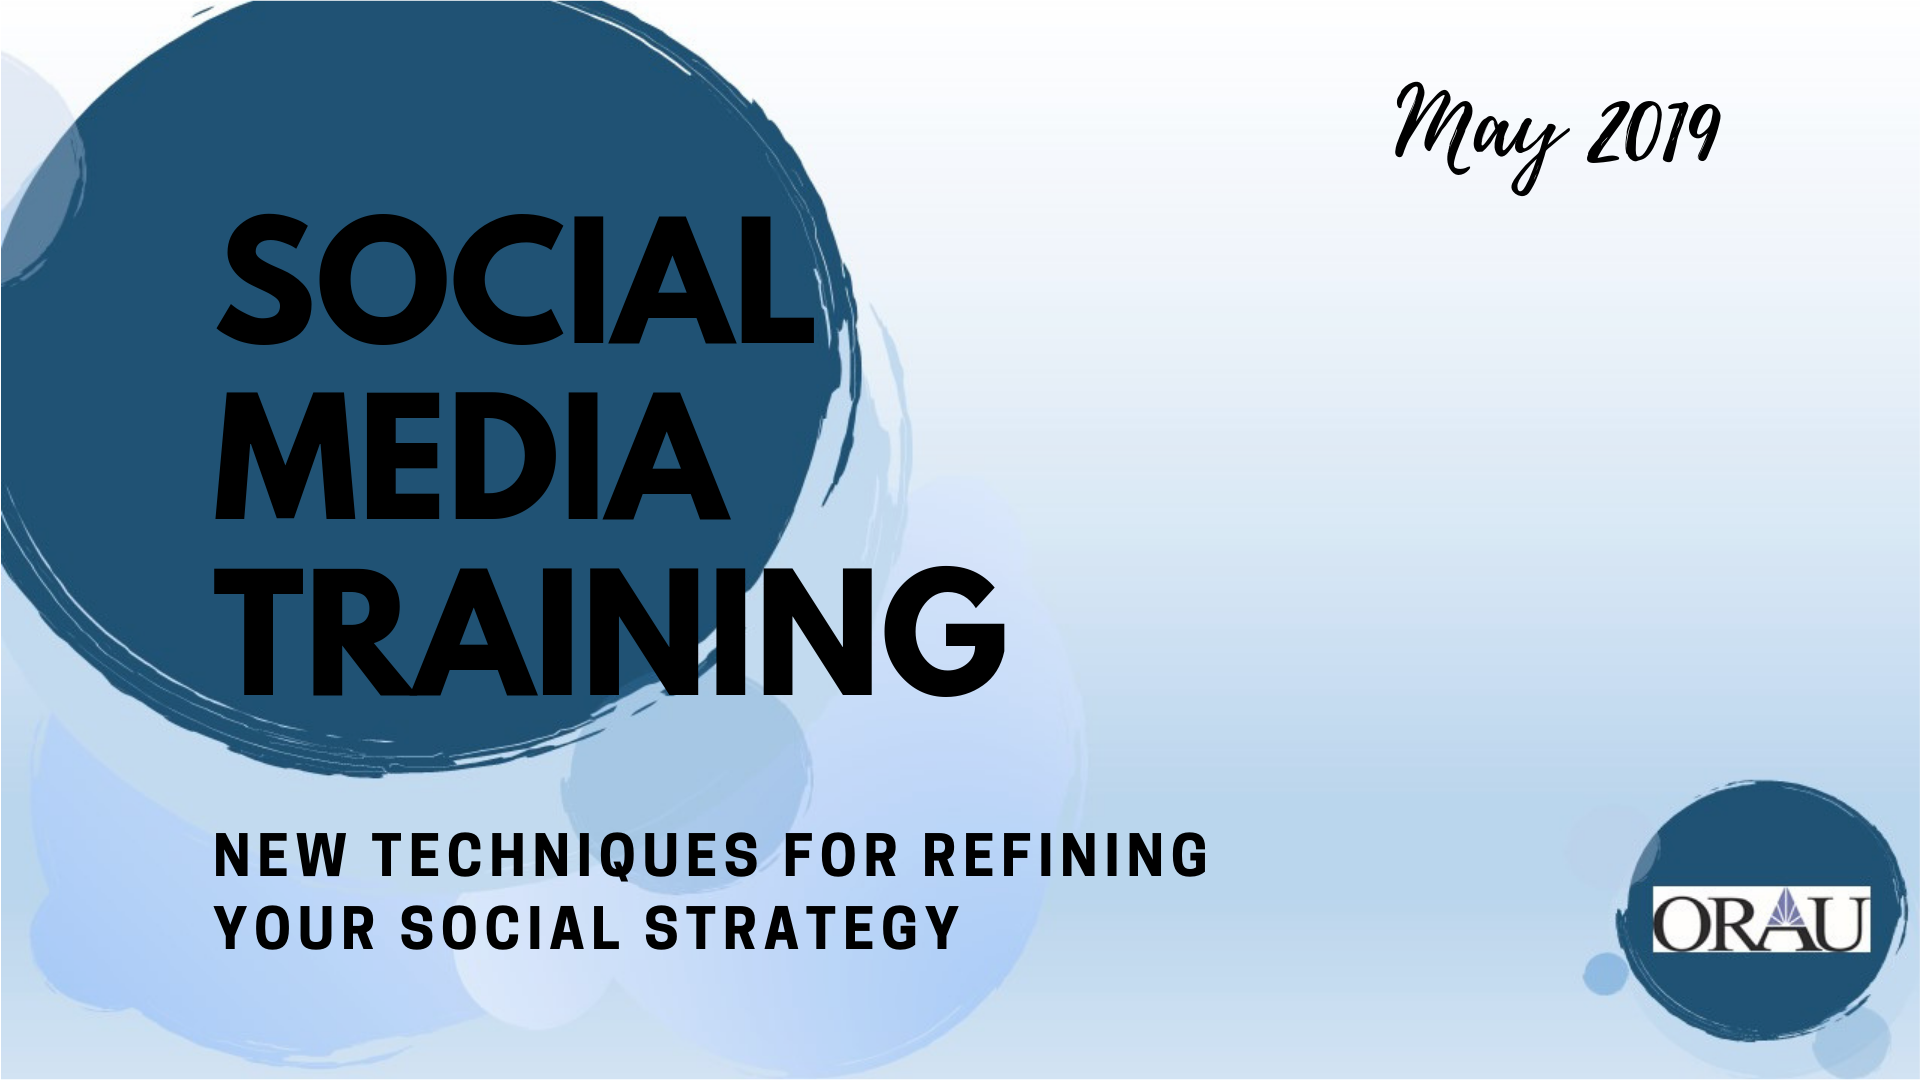 May 2019
SOCIAL
MEDIA
TRAINING
NEW TECHNIQUES FOR REFINING
YOUR SOCIAL STRATEGY
ORAU